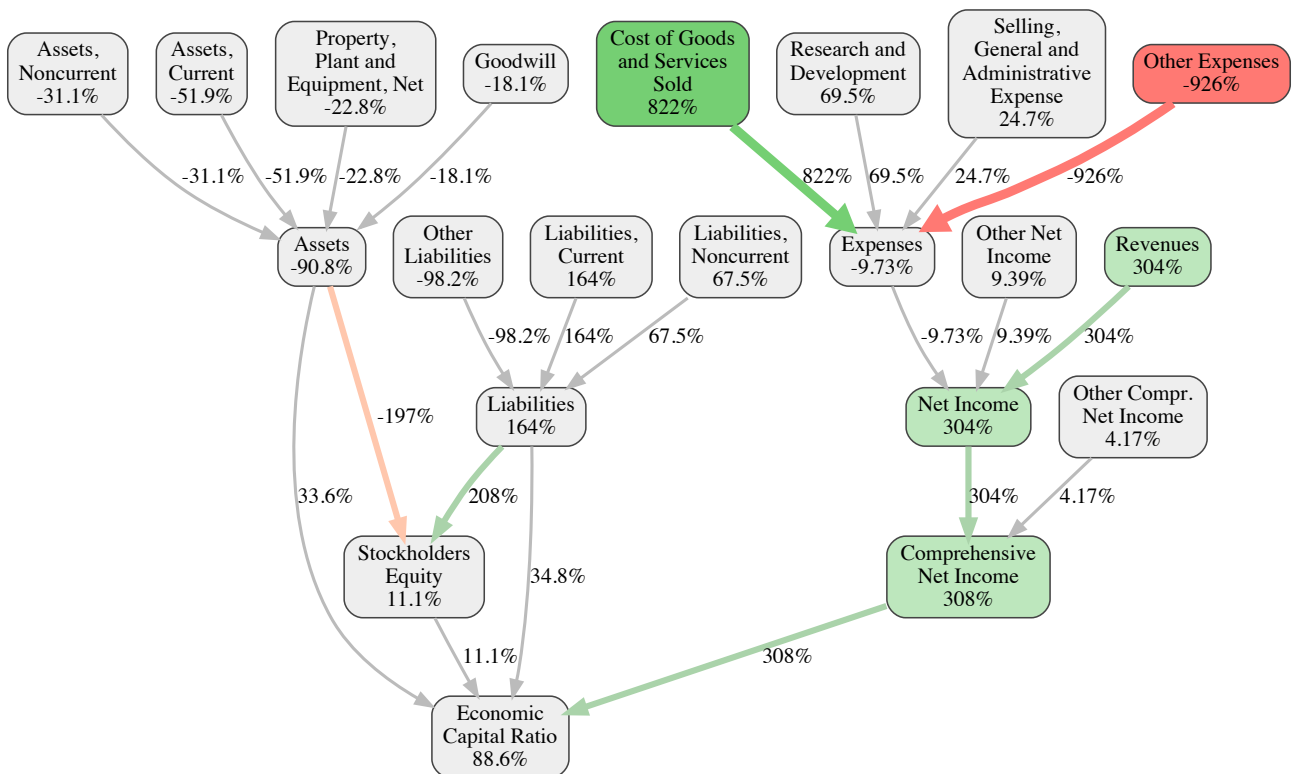 Assets,
Noncurrent
-31.1%
Assets,
Current
-51.9%
Property,
Plant and
Equipment, Net
-22.8%
Goodwill
-18.1%
Cost of Goods
and Services
Sold
822%
Research and
Development
69.5%
Selling,
General and
Administrative
Expense
24.7%
Other Expenses
-926%
-31.1%
-51.9%
-22.8%
-18.1%
822%
69.5%
24.7%
-926%
Assets
-90.8%
Other
Liabilities
-98.2%
Liabilities,
Current
164%
Liabilities,
Noncurrent
67.5%
Expenses
-9.73%
Other Net
Income
9.39%
Revenues
304%
-98.2%
164%
67.5%
-9.73%
9.39%
304%
-197%
Liabilities
164%
Net Income
304%
Other Compr.
Net Income
4.17%
33.6%
208%
304%
4.17%
Stockholders
Equity
11.1%
34.8%
Comprehensive
Net Income
308%
11.1%
308%
Economic
Capital Ratio
88.6%